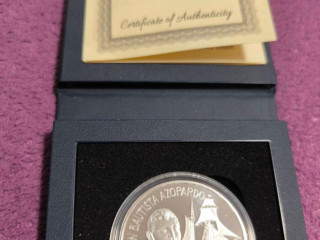 Certificate of Authenticity
BAUTISTA AZOPARDO